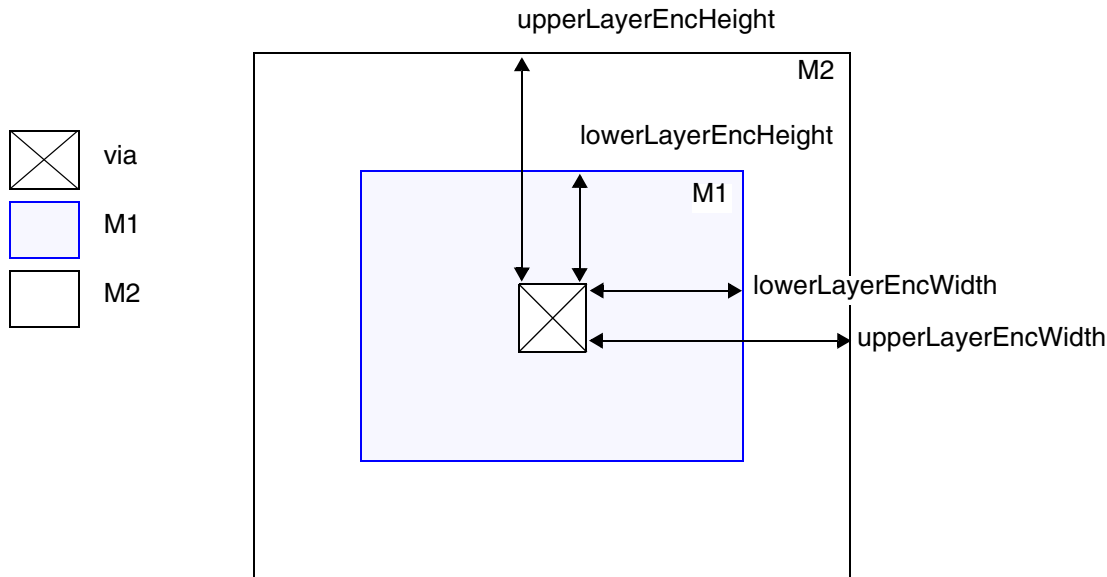 upperLayerEncHeight
M2
lowerLayerEncHeight
via
M1
M1
M2
lowerLayerEncWidth
upperLayerEncWidth